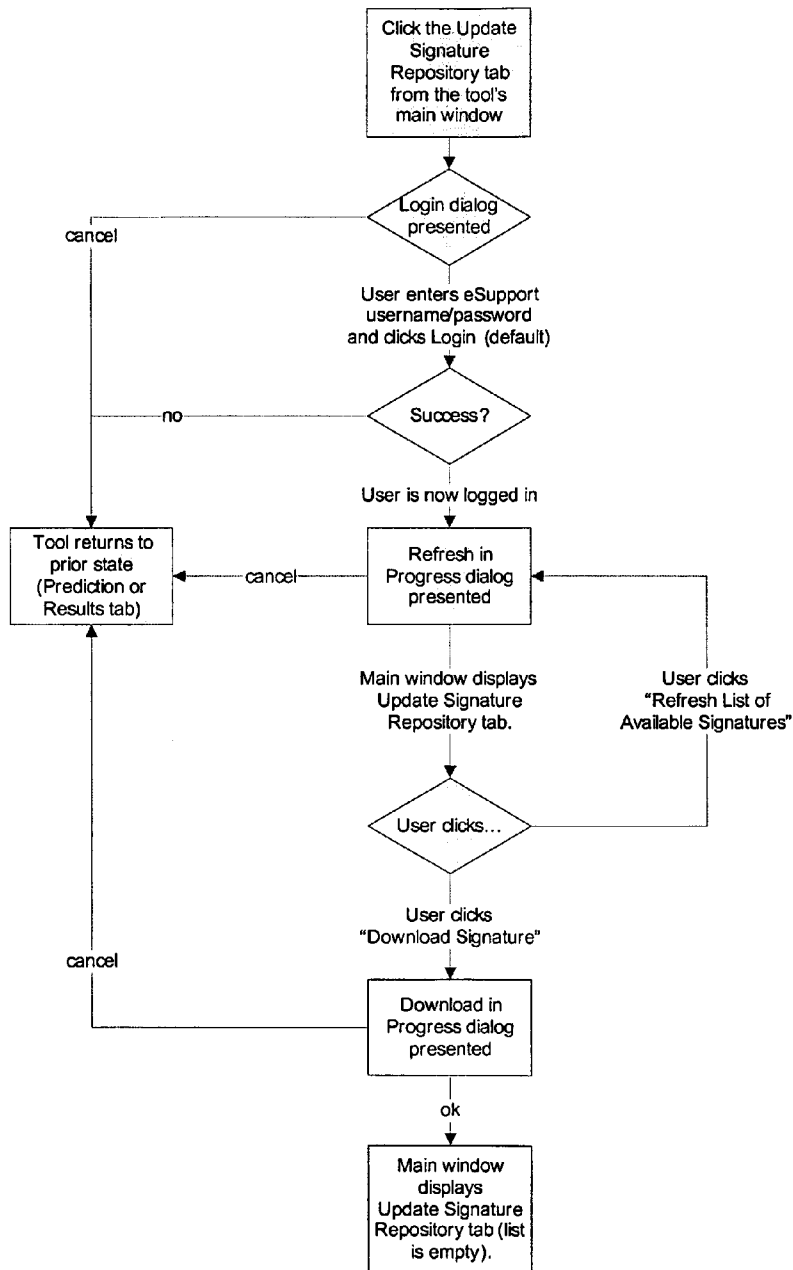 Click the Update
Signature
Repository tab
from the tool's
main window
Login dialog
presented
cancel
User enters eSupport
username/password
and clicks Login (default)
Success?
no
User is now logged in
Tool returns to
prior state
(Prediction or
Results tab)
cancel
Refresh in
Progress dialog
presented
Main window displays
Update Signature
Repository tab.
User clicks
“Refresh List of
Available Signatures”
User clicks...
User clicks
“Download Signature”
cancel
Download in
Progress dialog
presented
ok
Main window
displays
Update Signature
Repository tab (list
is empty).